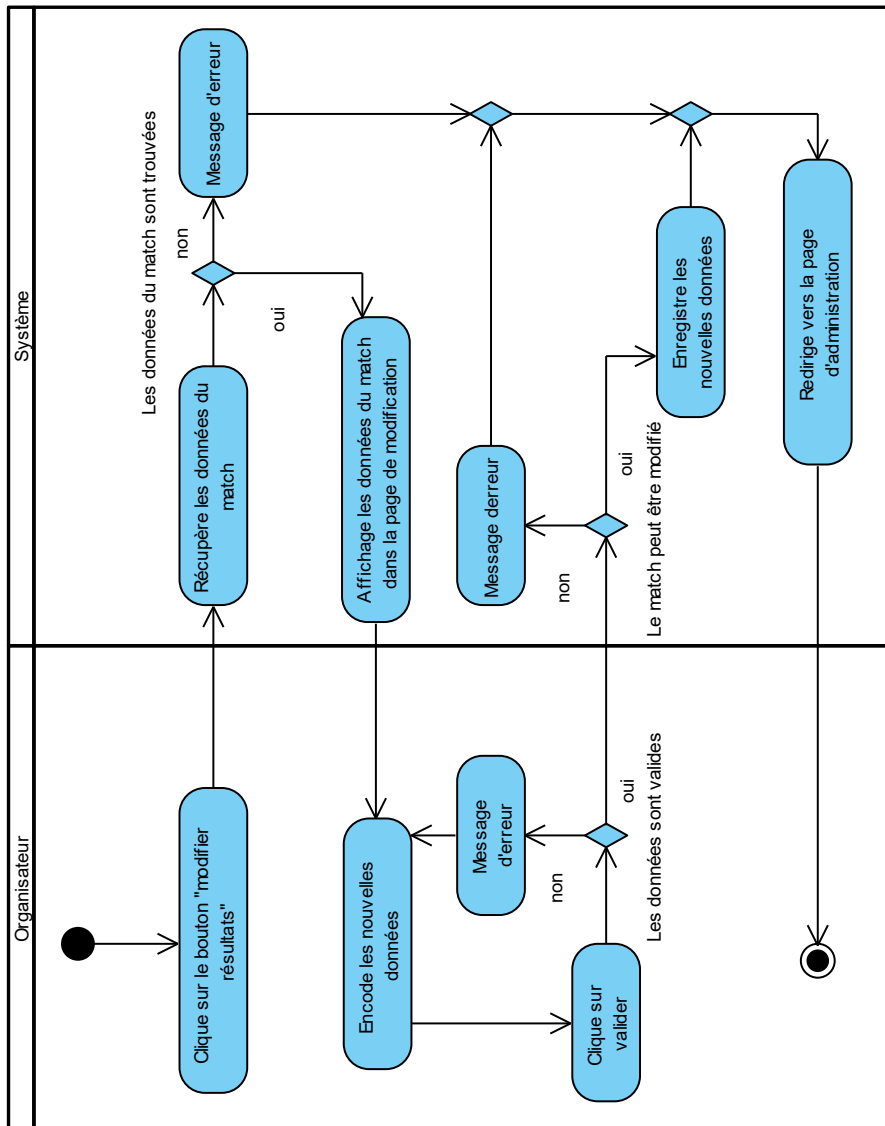 Organisateur
Système
Clique sur le bouton "modifier
résultats"
Récupère les données du
match
Les données du match sont trouvées
non
Message d'erreur
oui
Affichage les données du match
dans la page de modification
Encode les nouvelles
données
Clique sur
valider
Les données sont valides
non
Message
d'erreur
oui
Le match peut être modifié
non
Message derreur
oui
Enregistre les
nouvelles données
Redirige vers la page
d'administration